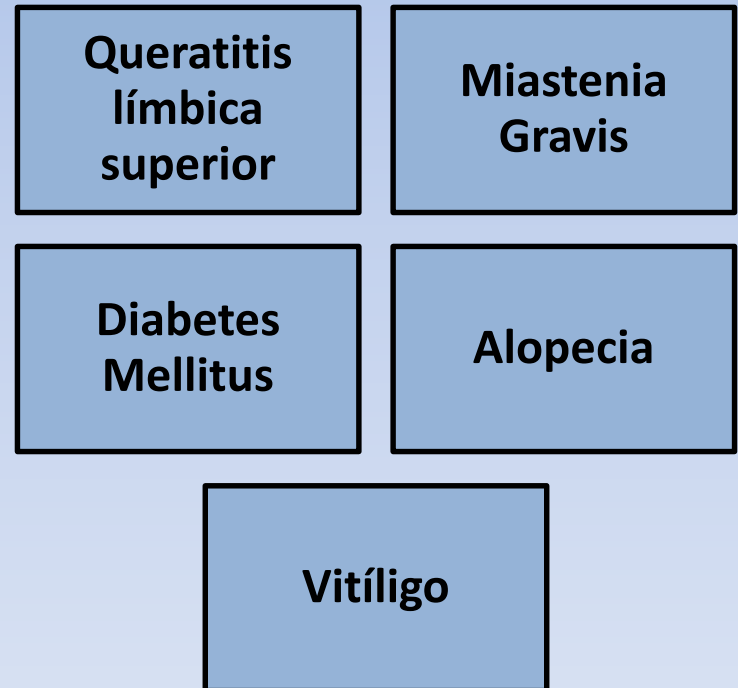 Queratitis
límbica
superior
Miastenia
Gravis
Diabetes
Mellitus
Alopecia
Vitíligo